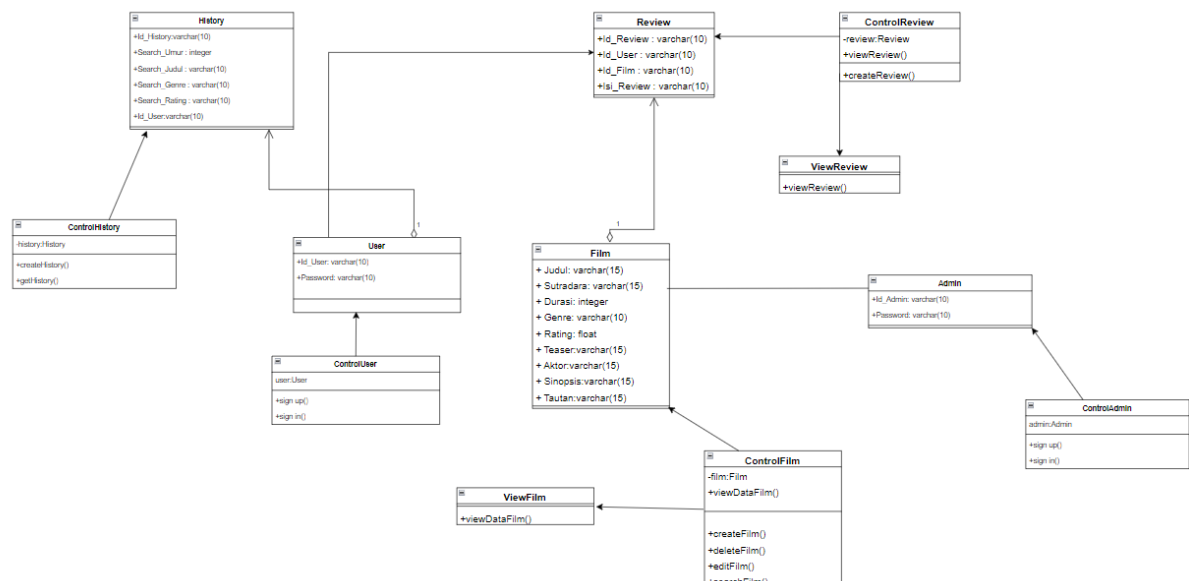 History
+Id_History:varchar(10)
+Search_Umur : integer
+Search_Judul : varchar(10)
+Search_Genre : varchar(10)
+Search_Rating : varchar(10)
+Id_User:varchar(10)
Review
+Id_Review : varchar(10)
+Id_User : varchar(10)
+Id_Film : varchar(10)
+Isi_Review : varchar(10)
ControlReview
-review:Review
+viewReview()
+createReview()
ViewReview
+viewReview()
ControlHistory
-history:History
+createHistory()
+getHistory()
1
User
+Id_User: varchar(10)
+Password: varchar(10)
1
Film
+ Judul: varchar(15)
+ Sutradara: varchar(15)
+ Durasi: integer
+ Genre: varchar(10)
+ Rating: float
+ Teaser:varchar(15)
+ Aktor:varchar(15)
+ Sinopsis:varchar(15)
+ Tautan:varchar(15)
Admin
+Id_Admin: varchar(10)
+Password: varchar(10)
ControlUser
user:User
+sign up()
+sign in()
ControlAdmin
admin:Admin
+sign up()
+sign in()
ControlFilm
-film:Film
+viewDataFilm()
+createFilm()
+deleteFilm()
+editFilm()
+searchFilm()
ViewFilm
+viewDataFilm()